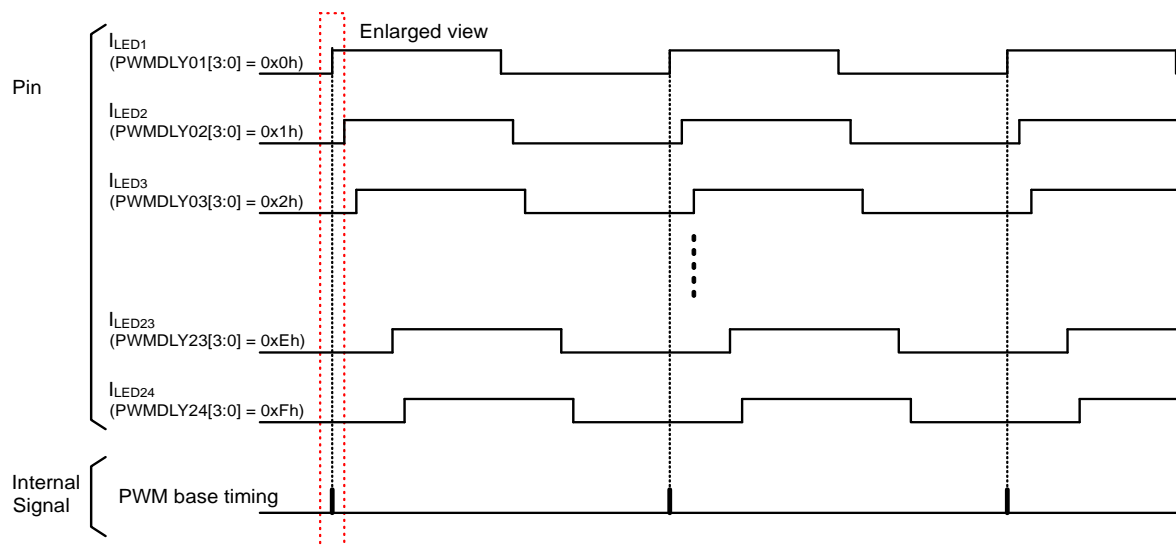 Enlarged view
Pin
ILED1
(PWMDLY01[3:0] = 0x0h)
ILED2
(PWMDLY02[3:0] = 0x1h)
ILED3
(PWMDLY03[3:0] = 0x2h)
ILED23
(PWMDLY23[3:0] = 0xEh)
ILED24
(PWMDLY24[3:0] = 0xFh)
Internal
Signal
PWM base timing